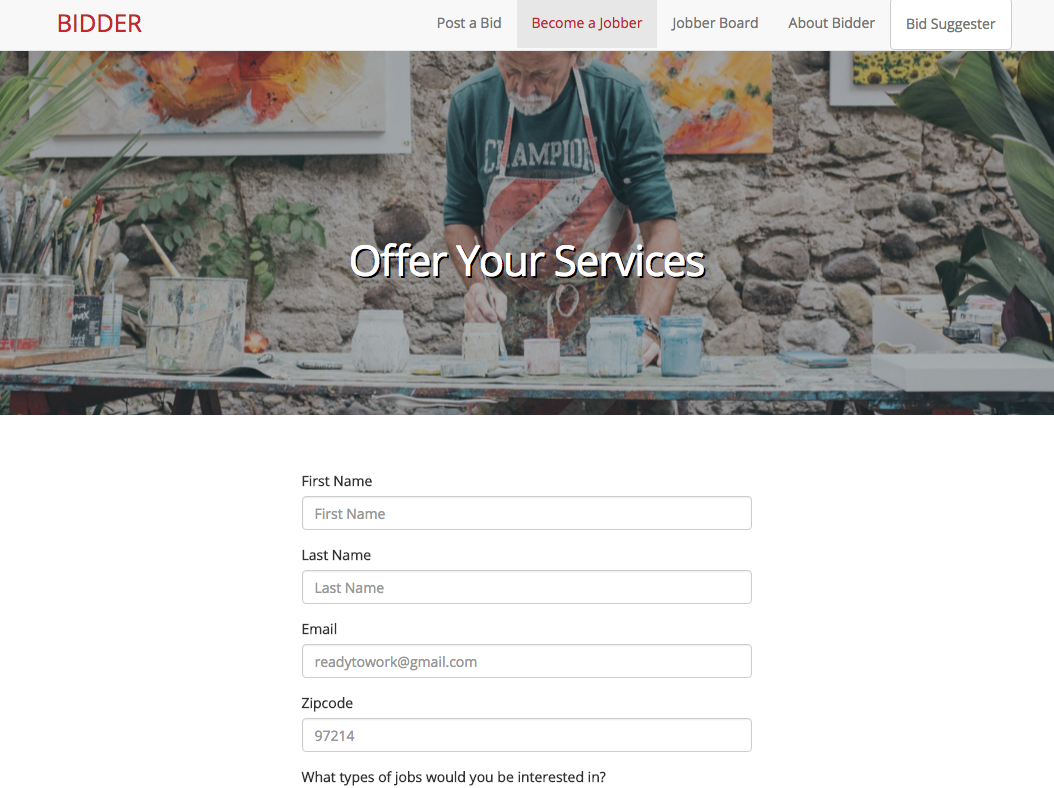 BIDDER
Post a Bid
Become a Jobber
Jobber Board
About Bidder
Bid Suggester
CHAMPION
Offer Your Services
First Name
First Name
Last Name
Last Name
Email
readytowork@gmail.com
Zipcode
97214
What types of jobs would you be interested in?